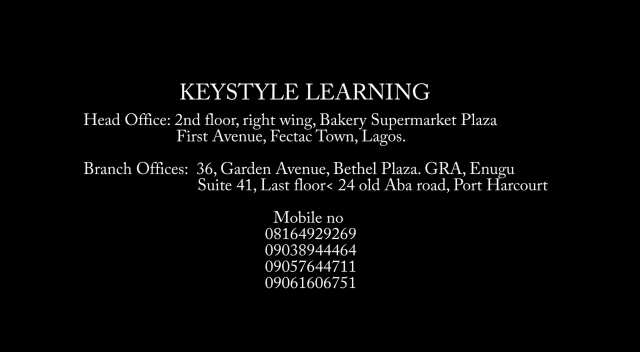 KEYSTYLE LEARNING
Head Office: 2nd floor, right wing, Bakery Supermarket Plaza
First Avenue, Fectac Town, Lagos.
Branch Offices: 36, Garden Avenue, Bethel Plaza. GRA, Enugu
Suite 41, Last floor< 24 old Aba road, Port Harcourt
Mobile no
08164929269
09038944464
09057644711
09061606751